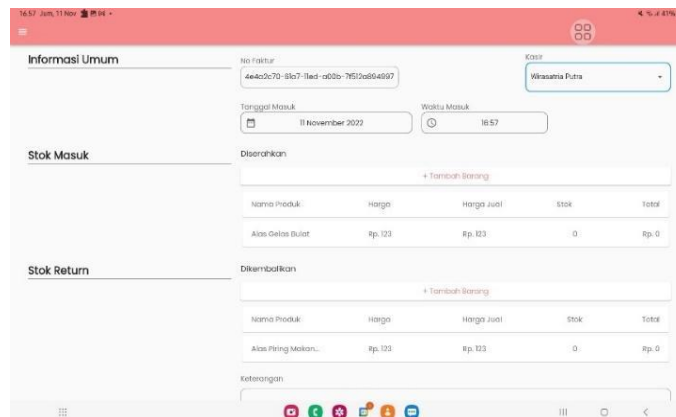 16.57 Jum, 11 Nov
41%
Informasi Umum
No Faktur
Kasir
4e4a2c70-61a7-11ed-a00b-7f512a894997
Wirasatria Putra
Tanggal Masuk
Waktu Masuk
11 November 2022
16:57
Stok Masuk
Diserahkan
+ Tambah Barang
Nama Produk Harga Harga Jual Stok Total
Alas Gelas Bulat Rp. 123 Rp. 123 0 Rp. 0
Stok Return
Dikembalikan
+ Tambah Barang
Nama Produk Harga Harga Jual Stok Total
Alas Piring Makan... Rp. 123 Rp. 123 0 Rp. 0
Keterangan